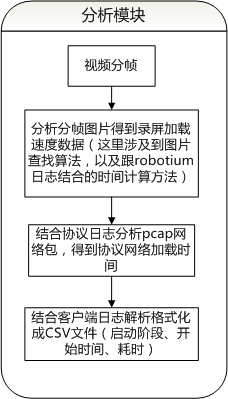 分析模块
视频分帧
分析分帧图片得到录屏加载
速度数据（这里涉及到图片
查找算法，以及跟robotium
日志结合的时间计算方法）
结合协议日志分析pcap网
络包，得到协议网络加载时
间
结合客户端日志解析格式化
成CSV文件（启动阶段、开
始时间、耗时）